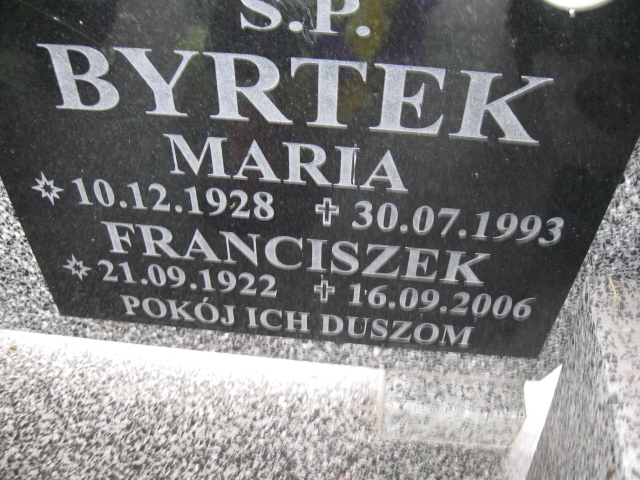 S.P.
BYRTEK
MARIA
10.12.1928 30.07.1993
FRANCISZEK
21.09.1922 16.09.2006
POKÓJ ICH DUSZOM